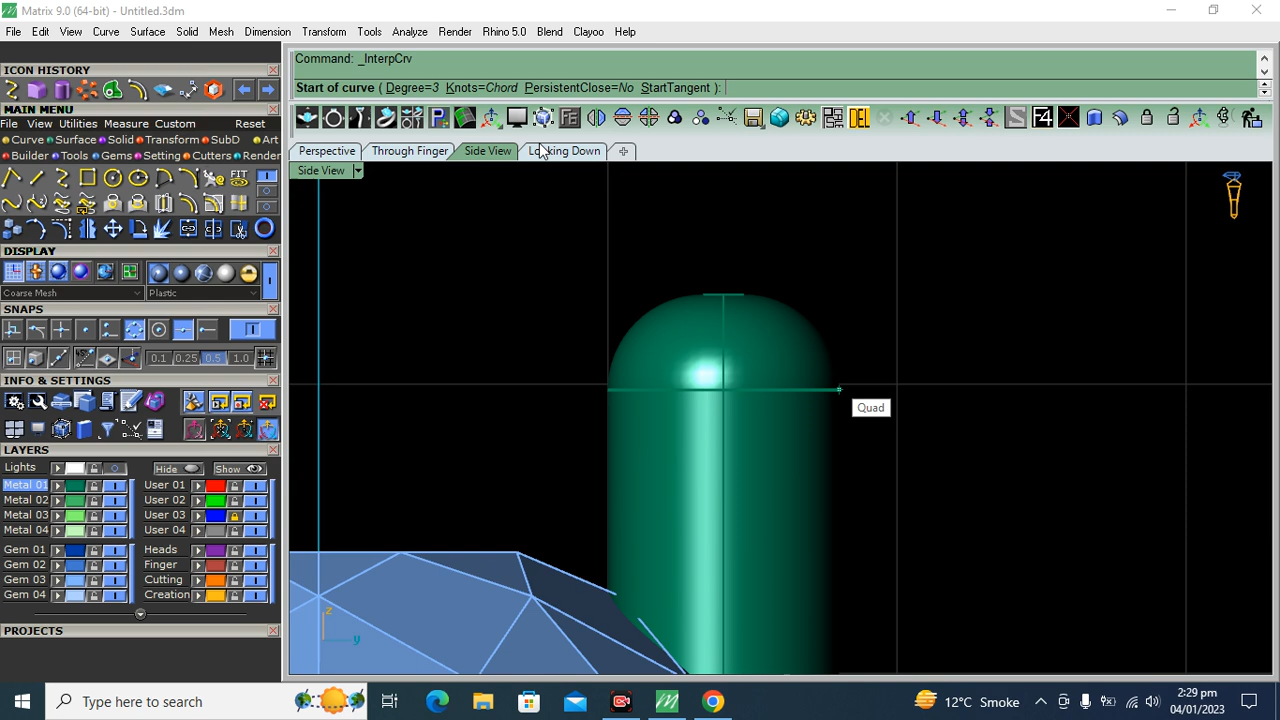 Matrix 9.0 (64-bit) - Untitled.3dm
File Edit View Curve Surface Solid Mesh Dimension Transform Tools Analyze Render Rhino 5.0 Blend Clayoo Help
ICON HISTORY
Command: _InterpCrv
Start of curve ( Degree=3 Knots=Chord PersistentClose=No StartTangent ):
MAIN MENU
File View Utilities Measure Custom Reset
Curve Surface Solid Transform SubD Art
Builder Tools Gems Setting Cutters Render
Perspective Through Finger Side View Looking Down
Side View
FIT
F4
DEL
DISPLAY
Coarse Mesh Plastic
SNAPS
0.1 0.25 0.5 1.0
INFO & SETTINGS
LAYERS
Lights Hide Show
Metal 01 User 01
Metal 02 User 02
Metal 03 User 03
Metal 04 User 04
Gem 01 Heads
Gem 02 Finger
Gem 03 Cutting
Gem 04 Creation
PROJECTS
Quad
z
y
Type here to search
12°C Smoke
2:29 pm
04/01/2023